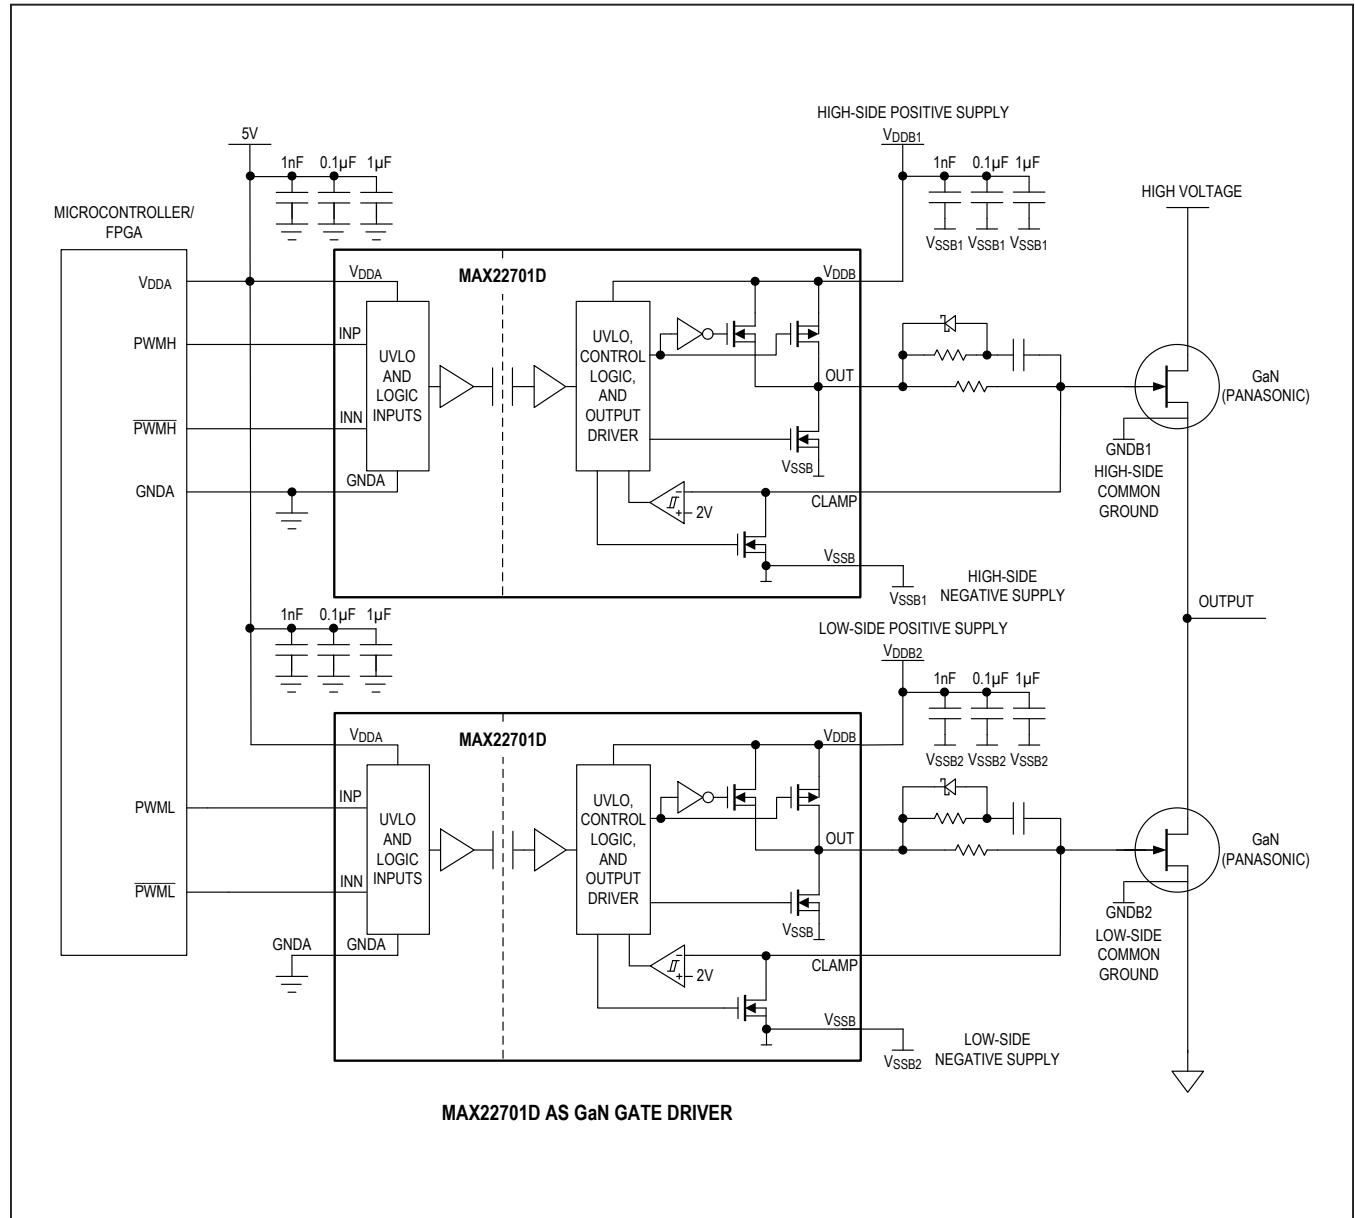 HIGH-SIDE POSITIVE SUPPLY
5V
VDDB1
1nF 0.1µF 1µF
1nF 0.1µF 1µF
HIGH VOLTAGE
MICROCONTROLLER/
FPGA
VSSB1 VSSB1 VSSB1
VDDA
VDDA
MAX22701D
VDDB
PWMH
INP
UVLO
AND
LOGIC
INPUTS
UVLO,
CONTROL
LOGIC,
AND
OUTPUT
DRIVER
OUT
GaN
(PANASONIC)
PWMH
INN
VSSB
GNDB1
HIGH-SIDE
COMMON
GROUND
GNDA
GNDA
2V
CLAMP
VSSB
VSSB1
HIGH-SIDE
NEGATIVE SUPPLY
OUTPUT
1nF 0.1µF 1µF
LOW-SIDE POSITIVE SUPPLY
VDDB2
1nF 0.1µF 1µF
VSSB2 VSSB2 VSSB2
VDDA
MAX22701D
VDDB
PWML
INP
UVLO
AND
LOGIC
INPUTS
UVLO,
CONTROL
LOGIC,
AND
OUTPUT
DRIVER
OUT
GaN
(PANASONIC)
PWML
INN
VSSB
GNDB2
LOW-SIDE
COMMON
GROUND
GNDA
GNDA
2V
CLAMP
VSSB
VSSB2
LOW-SIDE
NEGATIVE SUPPLY
MAX22701D AS GaN GATE DRIVER